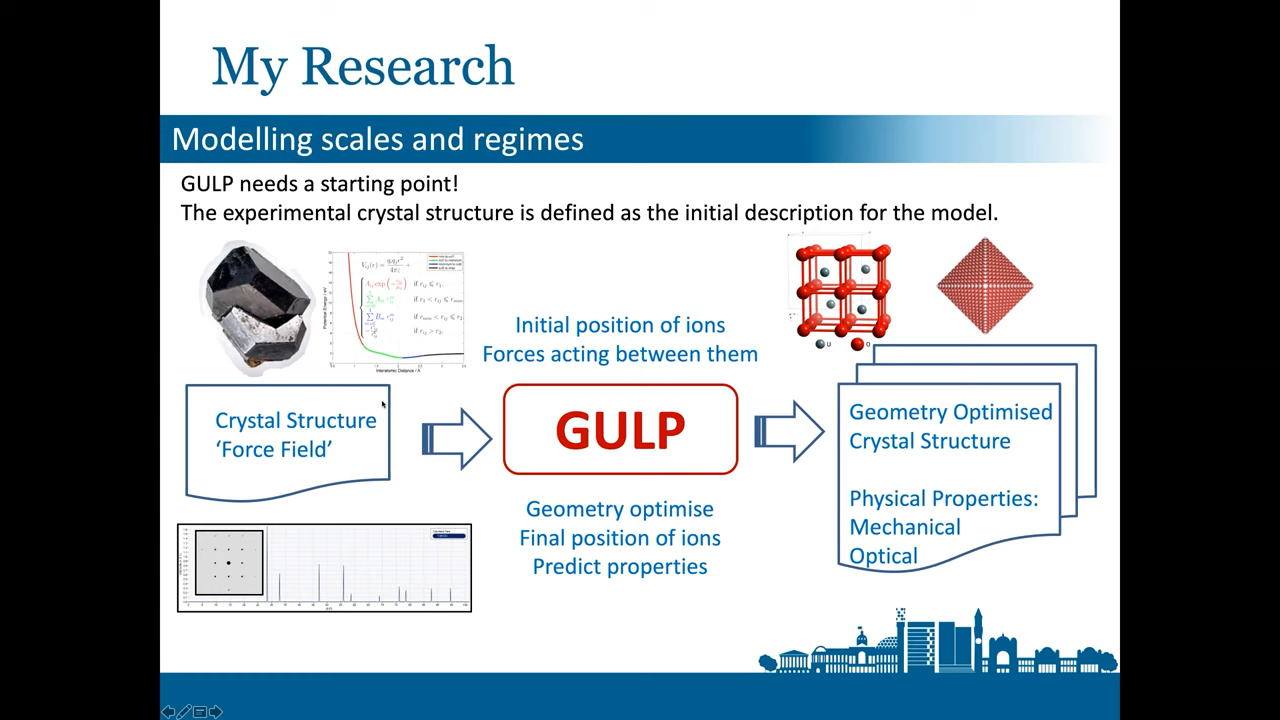 My Research
Modelling scales and regimes
GULP needs a starting point!
The experimental crystal structure is defined as the initial description for the model.
Interatomic Distance / Å
U
O
Initial position of ions
Forces acting between them
Crystal Structure
‘Force Field’
GULP
Geometry Optimised
Crystal Structure
Physical Properties:
Mechanical
Optical
Geometry optimise
Final position of ions
Predict properties